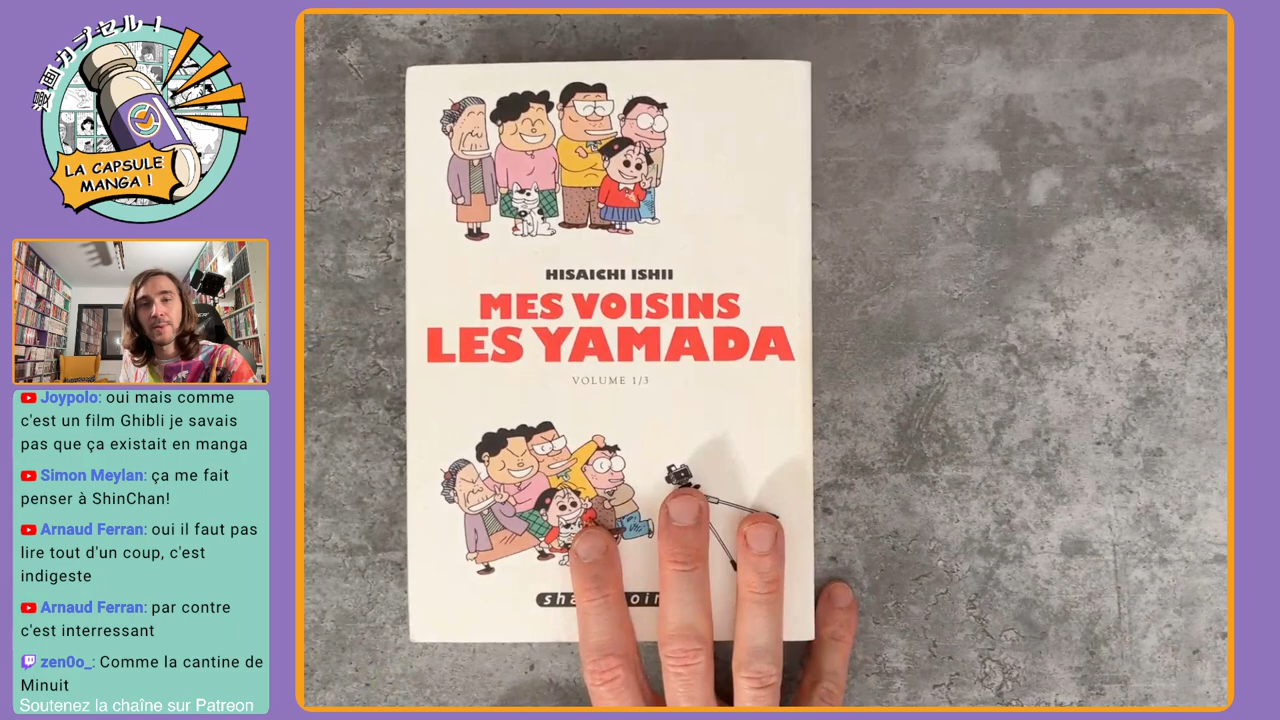 漫画カプセル!
LA CAPSULE
MANGA !
Joypolo: oui mais comme
c'est un film Ghibli je savais
pas que ça existait en manga
Simon Meylan: ça me fait
penser à ShinChan!
Arnaud Ferran: oui il faut pas
lire tout d'un coup, c'est
indigeste
Arnaud Ferran: par contre
c'est interressant
zen0o_: Comme la cantine de
Minuit
Soutenez la chaîne sur Patreon
HISAICHI ISHII
MES VOISINS
LES YAMADA
VOLUME 1/3